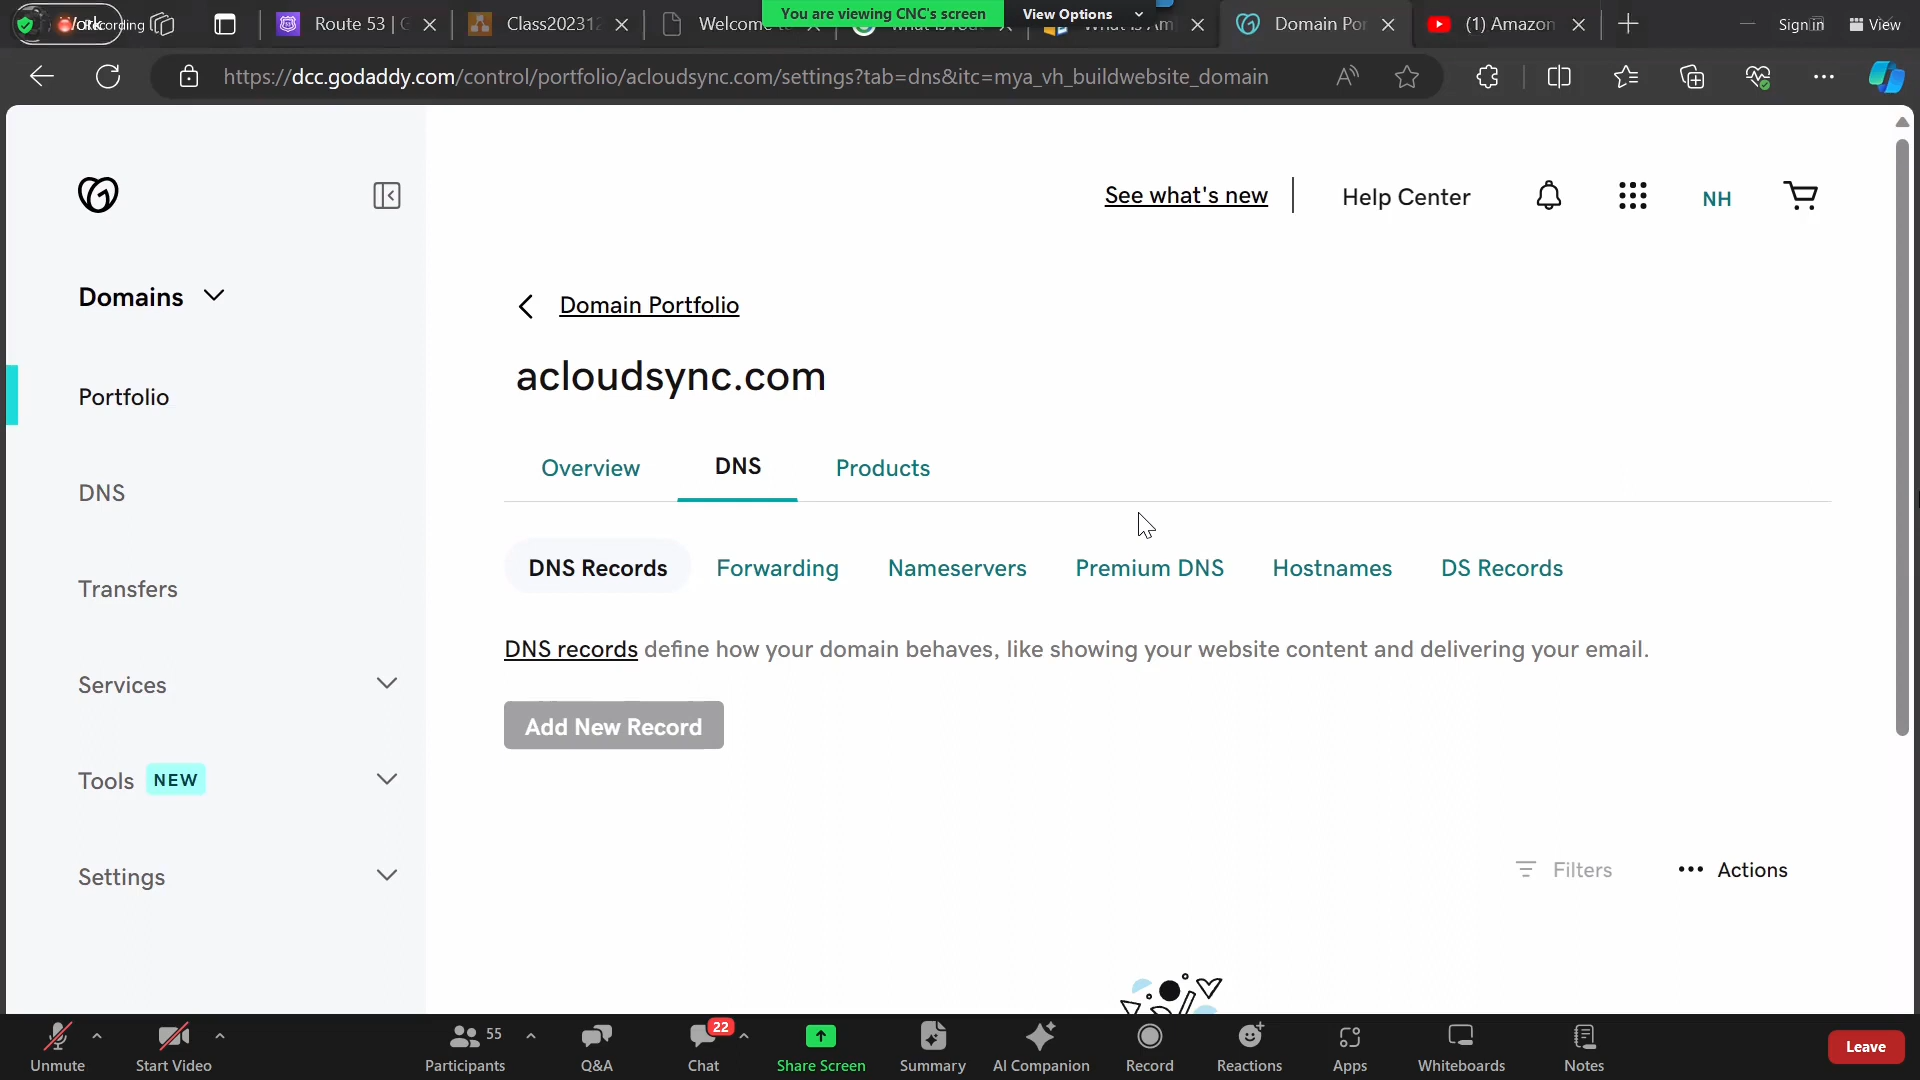 Recording
Route 53 |
Class202312
Welcome
You are viewing CNC's screen
View Options
Domain Por
(1) Amazon
Sign in
View
https://dcc.godaddy.com/control/portfolio/acloudsync.com/settings?tab=dns&itc=mya_vh_buildwebsite_domain
See what's new
Help Center
NH
Domains
Portfolio
DNS
Transfers
Services
Tools NEW
Settings
Domain Portfolio
acloudsync.com
Overview
DNS
Products
DNS Records
Forwarding
Nameservers
Premium DNS
Hostnames
DS Records
DNS records define how your domain behaves, like showing your website content and delivering your email.
Add New Record
Filters
Actions
Unmute
Start Video
55
Participants
Q&A
22
Chat
Share Screen
Summary
AI Companion
Record
Reactions
Apps
Whiteboards
Notes
Leave